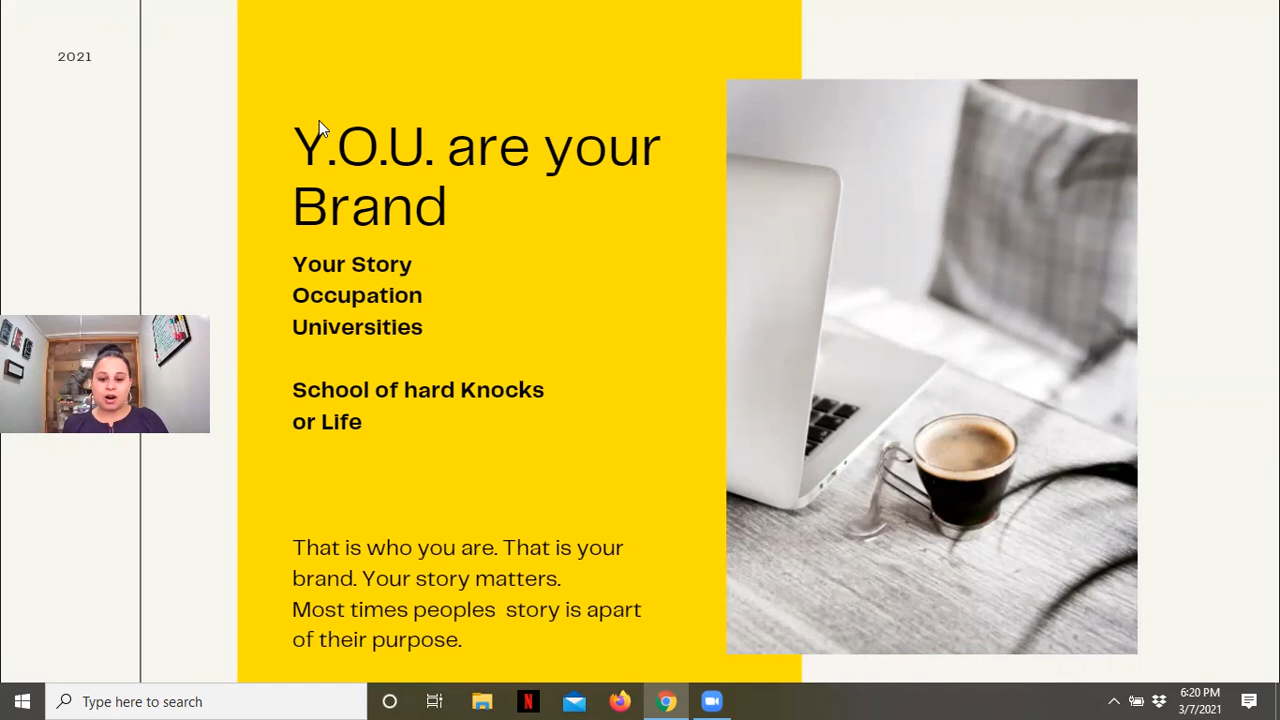 2021
Y.O.U. are your
Brand
Your Story
Occupation
Universities
School of hard Knocks
or Life
That is who you are. That is your
brand. Your story matters.
Most times peoples  story is apart
of their purpose.
Type here to search
N
6:20 PM
3/7/2021